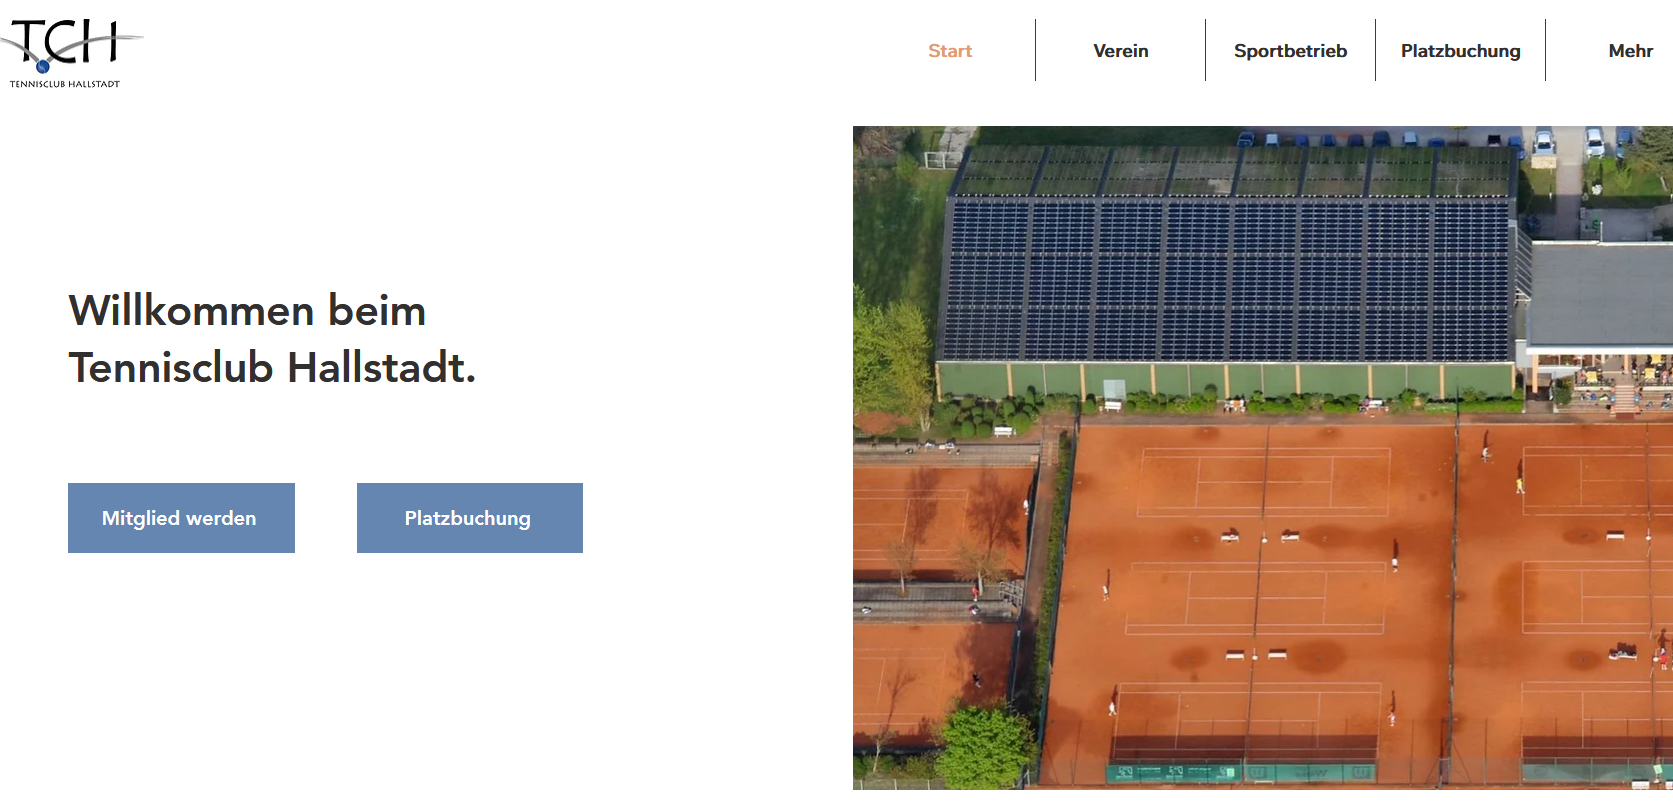 TCH
TENNISCLUB HALLSTADT
Start
Verein
Sportbetrieb
Platzbuchung
Mehr
Willkommen beim
Tennisclub Hallstadt.
Mitglied werden
Platzbuchung